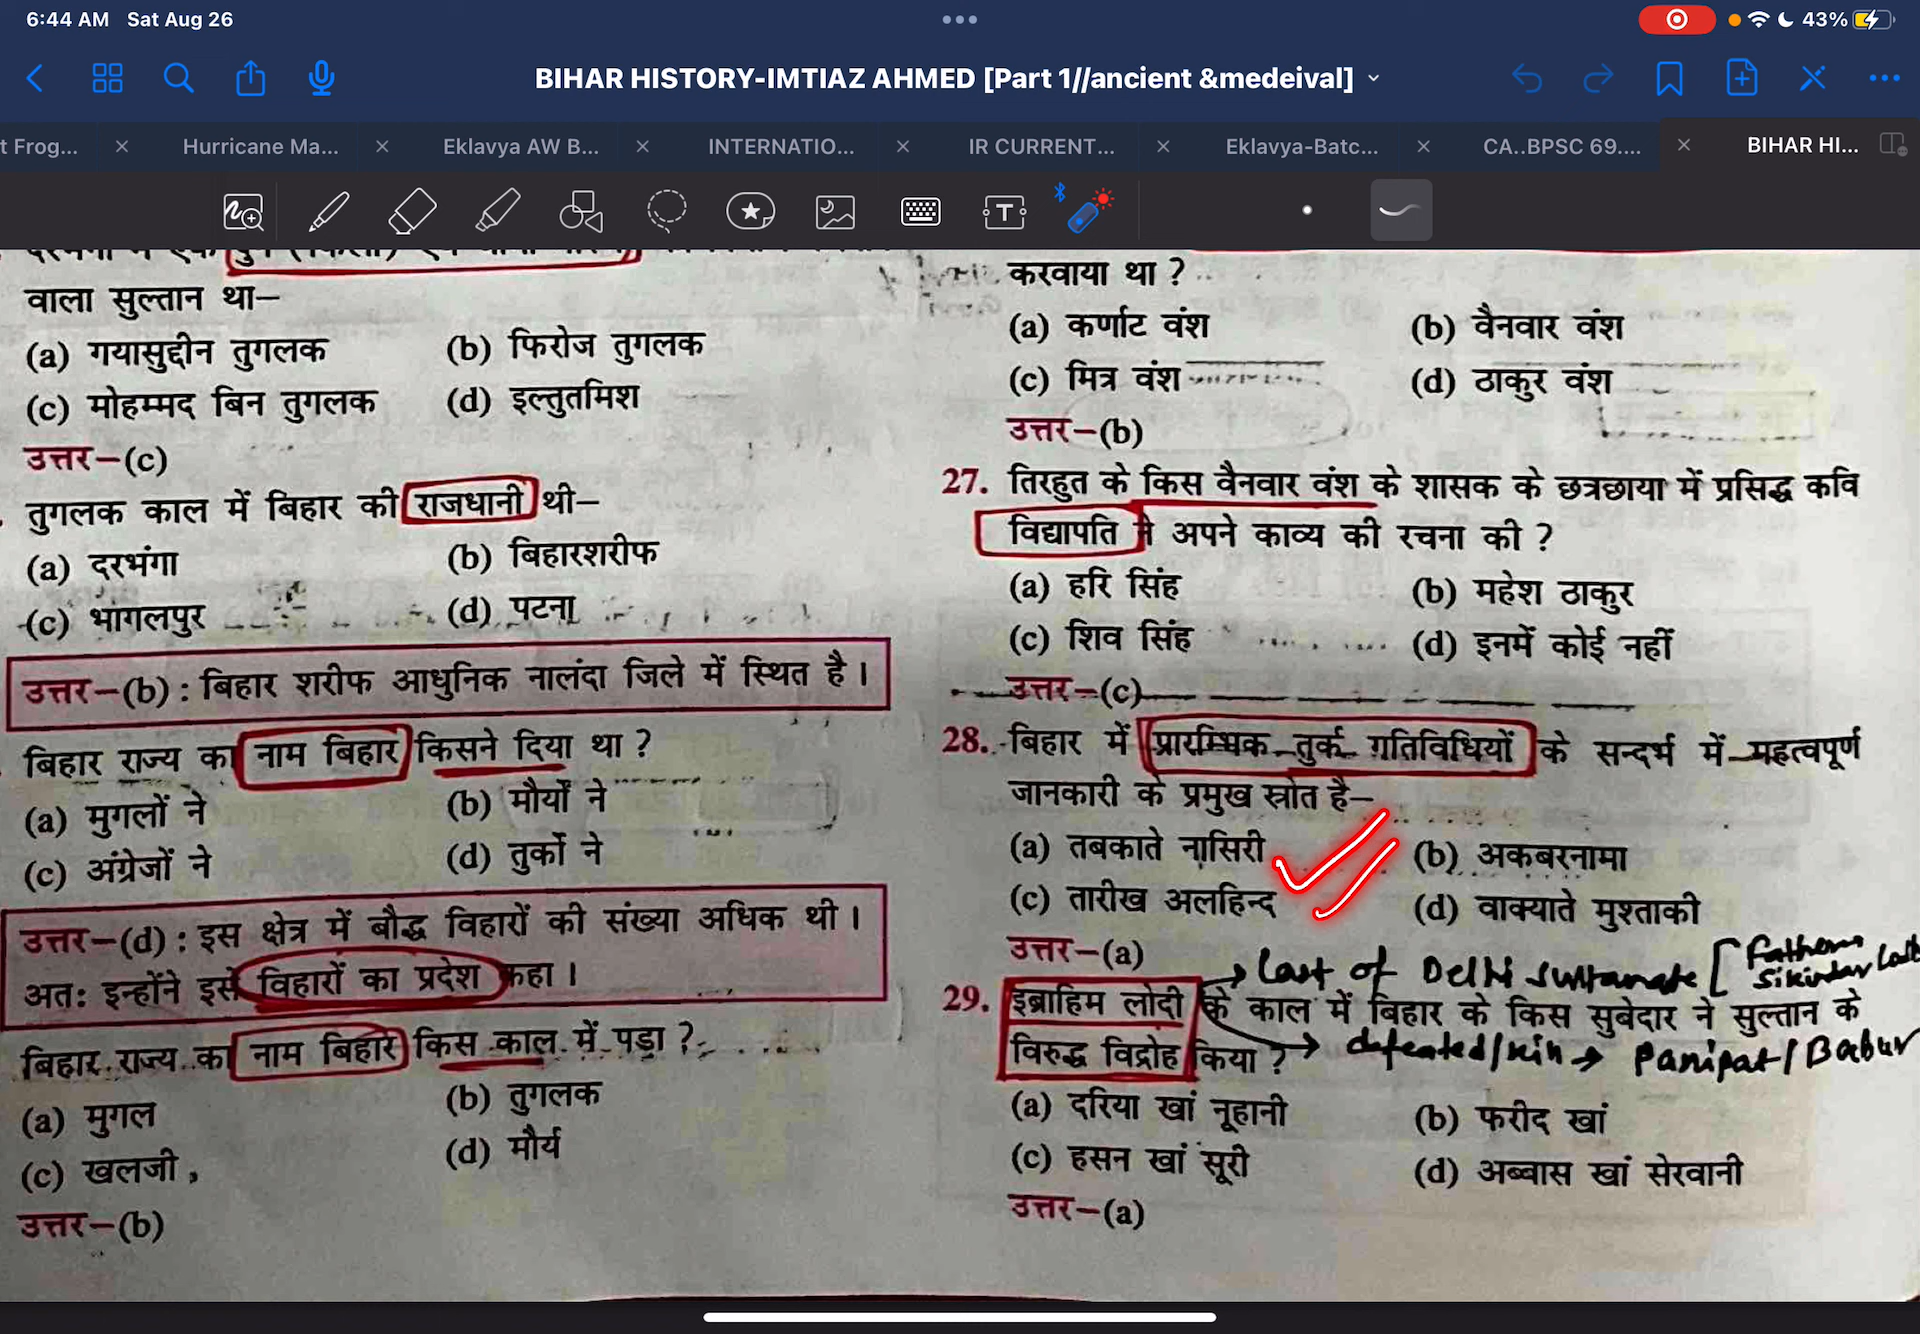 6:44 AM Sat Aug 26
43%
BIHAR HISTORY-IMTIAZ AHMED [Part 1//ancient &medeival]
t Frog...
Hurricane Ma...
Eklavya AW B...
INTERNATIO...
IR CURRENT...
Eklavya-Batc...
CA..BPSC 69....
BIHAR HI...
वाला सुल्तान था—
(a) गयासुद्दीन तुगलक (b) फिरोज तुगलक
(c) मोहम्मद बिन तुगलक (d) इल्तुतमिश
उत्तर—(c)
तुगलक काल में बिहार की राजधानी थी—
(a) दरभंगा (b) बिहारशरीफ
(c) भागलपुर (d) पटना
उत्तर—(b) : बिहार शरीफ आधुनिक नालंदा जिले में स्थित है।
बिहार राज्य का नाम बिहार किसने दिया था ?
(a) मुगलों ने (b) मौर्यों ने
(c) अंग्रेजों ने (d) तुर्कों ने
उत्तर—(d) : इस क्षेत्र में बौद्ध विहारों की संख्या अधिक थी।
अतः इन्होंने इसे विहारों का प्रदेश कहा।
बिहार राज्य का नाम बिहार किस काल में पड़ा ?
(a) मुगल (b) तुगलक
(c) खलजी , (d) मौर्य
उत्तर—(b)
करवाया था ?
(a) कर्णाट वंश (b) वैनवार वंश
(c) मित्र वंश (d) ठाकुर वंश
उत्तर—(b)
27. तिरहुत के किस वैनवार वंश के शासक के छत्रछाया में प्रसिद्ध कवि
विद्यापति ने अपने काव्य की रचना की ?
(a) हरि सिंह (b) महेश ठाकुर
(c) शिव सिंह (d) इनमें कोई नहीं
उत्तर—(c)
28. बिहार में प्रारम्भिक तुर्क गतिविधियों के सन्दर्भ में महत्वपूर्ण
जानकारी के प्रमुख स्रोत है—
(a) तबकाते नासिरी (b) अकबरनामा
(c) तारीख अलहिन्द (d) वाक्याते मुश्ताकी
उत्तर—(a)
Last of Delhi Sultanate [ Father
Sikindar Lodi
29. इब्राहिम लोदी के काल में बिहार के किस सुबेदार ने सुल्तान के
विरुद्ध विद्रोह किया ? → defeated / → Panipat / Babur
(a) दरिया खां नूहानी (b) फरीद खां
(c) हसन खां सूरी (d) अब्बास खां सेरवानी
उत्तर—(a)